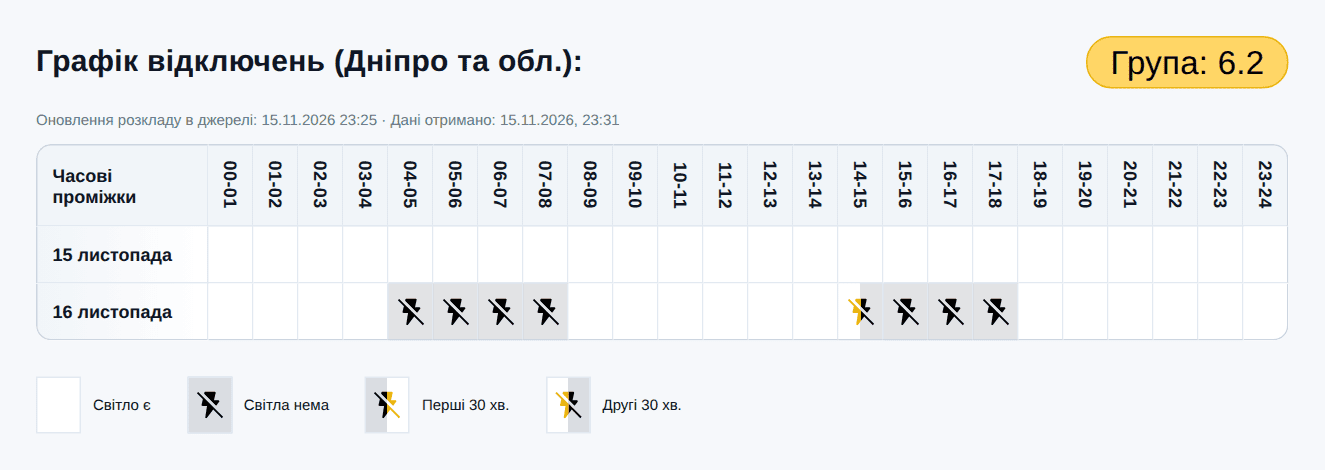 Графік відключень (Дніпро та обл.):
Група: 6.2
Оновлення розкладу в джерелі: 15.11.2026 23:25 · Дані отримано: 15.11.2026, 23:31
Часові
проміжки
00-01 01-02 02-03 03-04 04-05 05-06 06-07 07-08 08-09 09-10 10-11 11-12 12-13 13-14 14-15 15-16 16-17 17-18 18-19 19-20 20-21 21-22 22-23 23-24
15 листопада
16 листопада
Світло є Світла нема Перші 30 хв. Другі 30 хв.